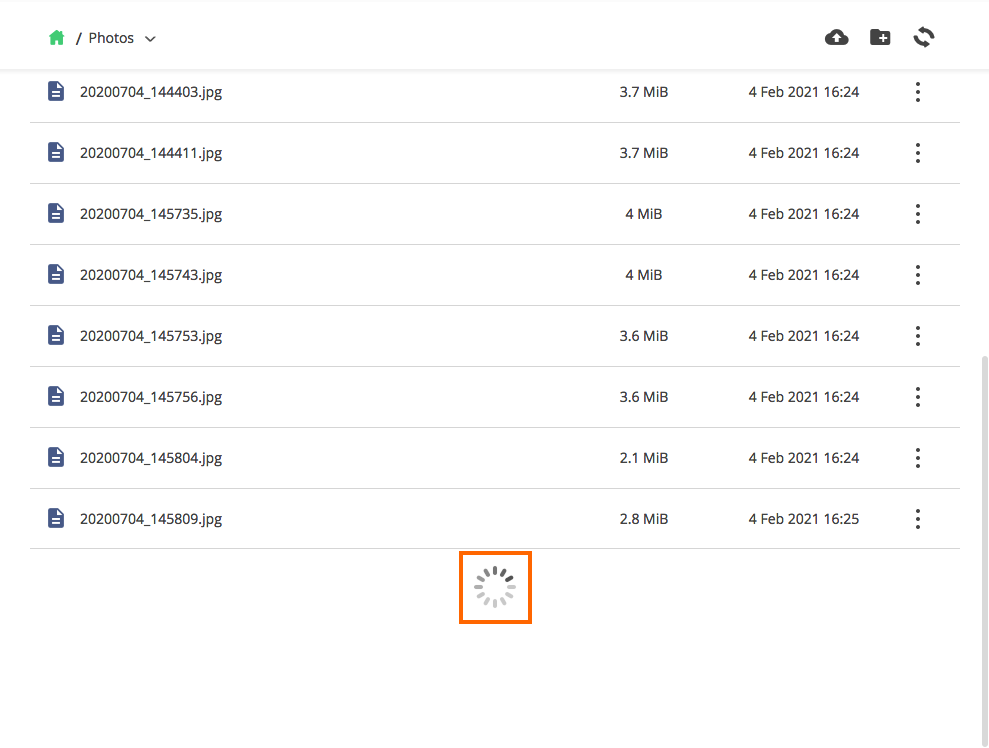 / Photos
20200704_144403.jpg 3.7 MiB 4 Feb 2021 16:24
20200704_144411.jpg 3.7 MiB 4 Feb 2021 16:24
20200704_145735.jpg 4 MiB 4 Feb 2021 16:24
20200704_145743.jpg 4 MiB 4 Feb 2021 16:24
20200704_145753.jpg 3.6 MiB 4 Feb 2021 16:24
20200704_145756.jpg 3.6 MiB 4 Feb 2021 16:24
20200704_145804.jpg 2.1 MiB 4 Feb 2021 16:24
20200704_145809.jpg 2.8 MiB 4 Feb 2021 16:25